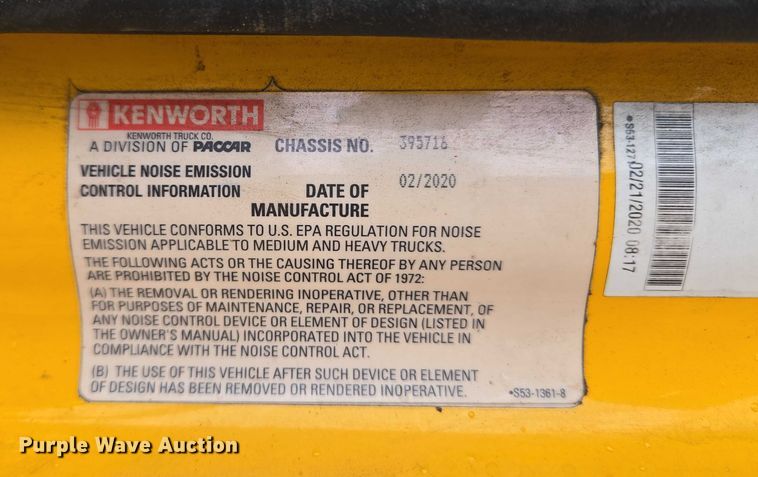 KENWORTH
KENWORTH TRUCK CO.
A DIVISION OF PACCAR
CHASSIS NO. 395716
VEHICLE NOISE EMISSION
CONTROL INFORMATION
DATE OF
MANUFACTURE
02/2020
THIS VEHICLE CONFORMS TO U.S. EPA REGULATION FOR NOISE
EMISSION APPLICABLE TO MEDIUM AND HEAVY TRUCKS.
THE FOLLOWING ACTS OR THE CAUSING THEREOF BY ANY PERSON
ARE PROHIBITED BY THE NOISE CONTROL ACT OF 1972:
(A) THE REMOVAL OR RENDERING INOPERATIVE, OTHER THAN
FOR PURPOSES OF MAINTENANCE, REPAIR, OR REPLACEMENT, OF
ANY NOISE CONTROL DEVICE OR ELEMENT OF DESIGN (LISTED IN
THE OWNER'S MANUAL) INCORPORATED INTO THE VEHICLE IN
COMPLIANCE WITH THE NOISE CONTROL ACT.
(B) THE USE OF THIS VEHICLE AFTER SUCH DEVICE OR ELEMENT
OF DESIGN HAS BEEN REMOVED OR RENDERED INOPERATIVE.
•S53-1361-8
02/21/2020 08:17
Purple Wave Auction